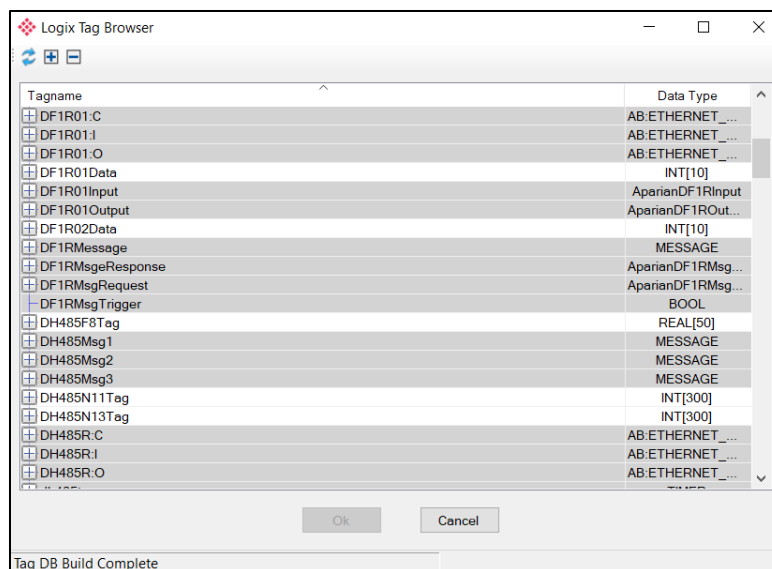 Logix Tag Browser
Tagname Data Type
DF1R01:C AB:ETHERNET_...
DF1R01:I AB:ETHERNET_...
DF1R01:O AB:ETHERNET_...
DF1R01Data INT[10]
DF1R01Input AparianDF1RInput
DF1R01Output AparianDF1ROut...
DF1R02Data INT[10]
DF1RMessage MESSAGE
DF1RMsgeResponse AparianDF1RMsg...
DF1RMsgRequest AparianDF1RMsg...
DF1RMsgTrigger BOOL
DH485F8Tag REAL[50]
DH485Msg1 MESSAGE
DH485Msg2 MESSAGE
DH485Msg3 MESSAGE
DH485N11Tag INT[300]
DH485N13Tag INT[300]
DH485R:C AB:ETHERNET_...
DH485R:I AB:ETHERNET_...
DH485R:O AB:ETHERNET_...
Ok Cancel
Tag DB Build Complete